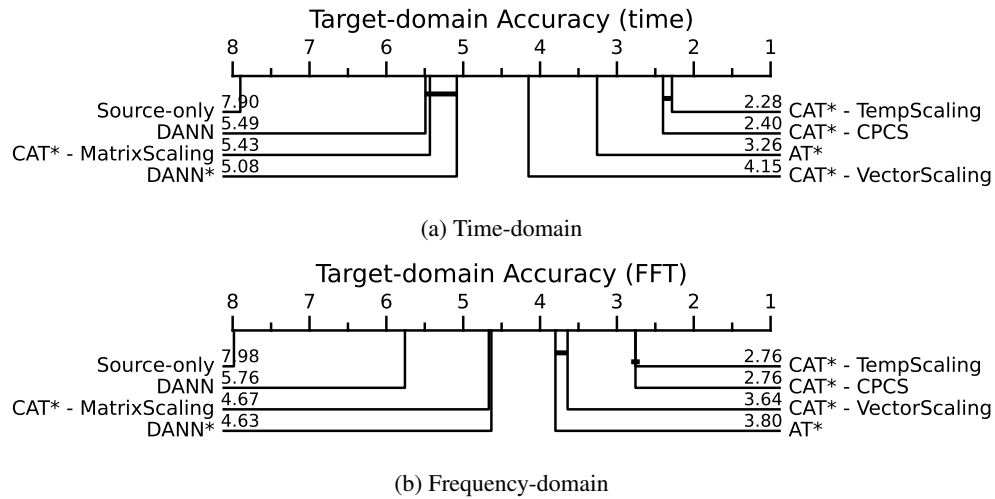 Target-domain Accuracy (time)
8 7 6 5 4 3 2 1
Source-only 7.90 2.28 CAT* - TempScaling
DANN 5.49 2.40 CAT* - CPCS
CAT* - MatrixScaling 5.43 3.26 AT*
DANN* 5.08 4.15 CAT* - VectorScaling
(a) Time-domain
Target-domain Accuracy (FFT)
8 7 6 5 4 3 2 1
Source-only 7.98 2.76 CAT* - TempScaling
DANN 5.76 2.76 CAT* - CPCS
CAT* - MatrixScaling 4.67 3.64 CAT* - VectorScaling
DANN* 4.63 3.80 AT*
(b) Frequency-domain